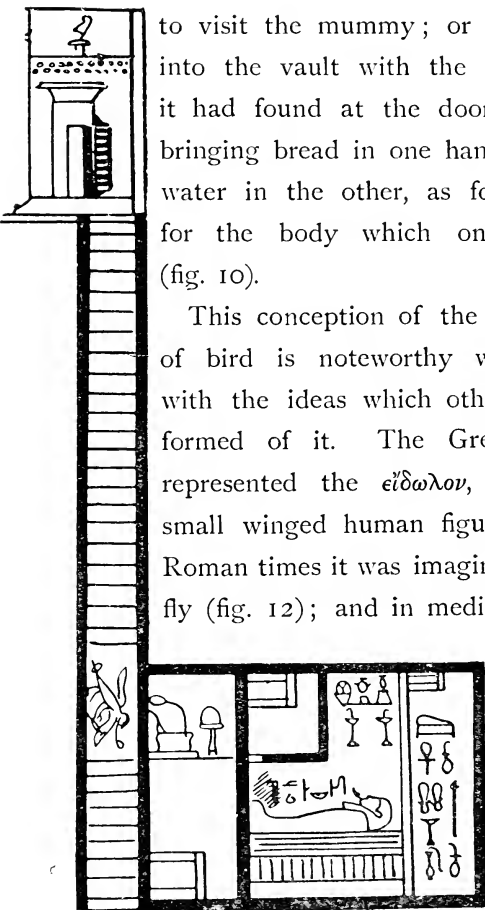 to visit the mummy; or
into the vault with the
it had found at the door
bringing bread in one han
water in the other, as fo
for the body which on
(fig. 10).
This conception of the
of bird is noteworthy w
with the ideas which oth
formed of it. The Gre
represented the εἴδωλον,
small winged human figu
Roman times it was imagin
fly (fig. 12); and in medi